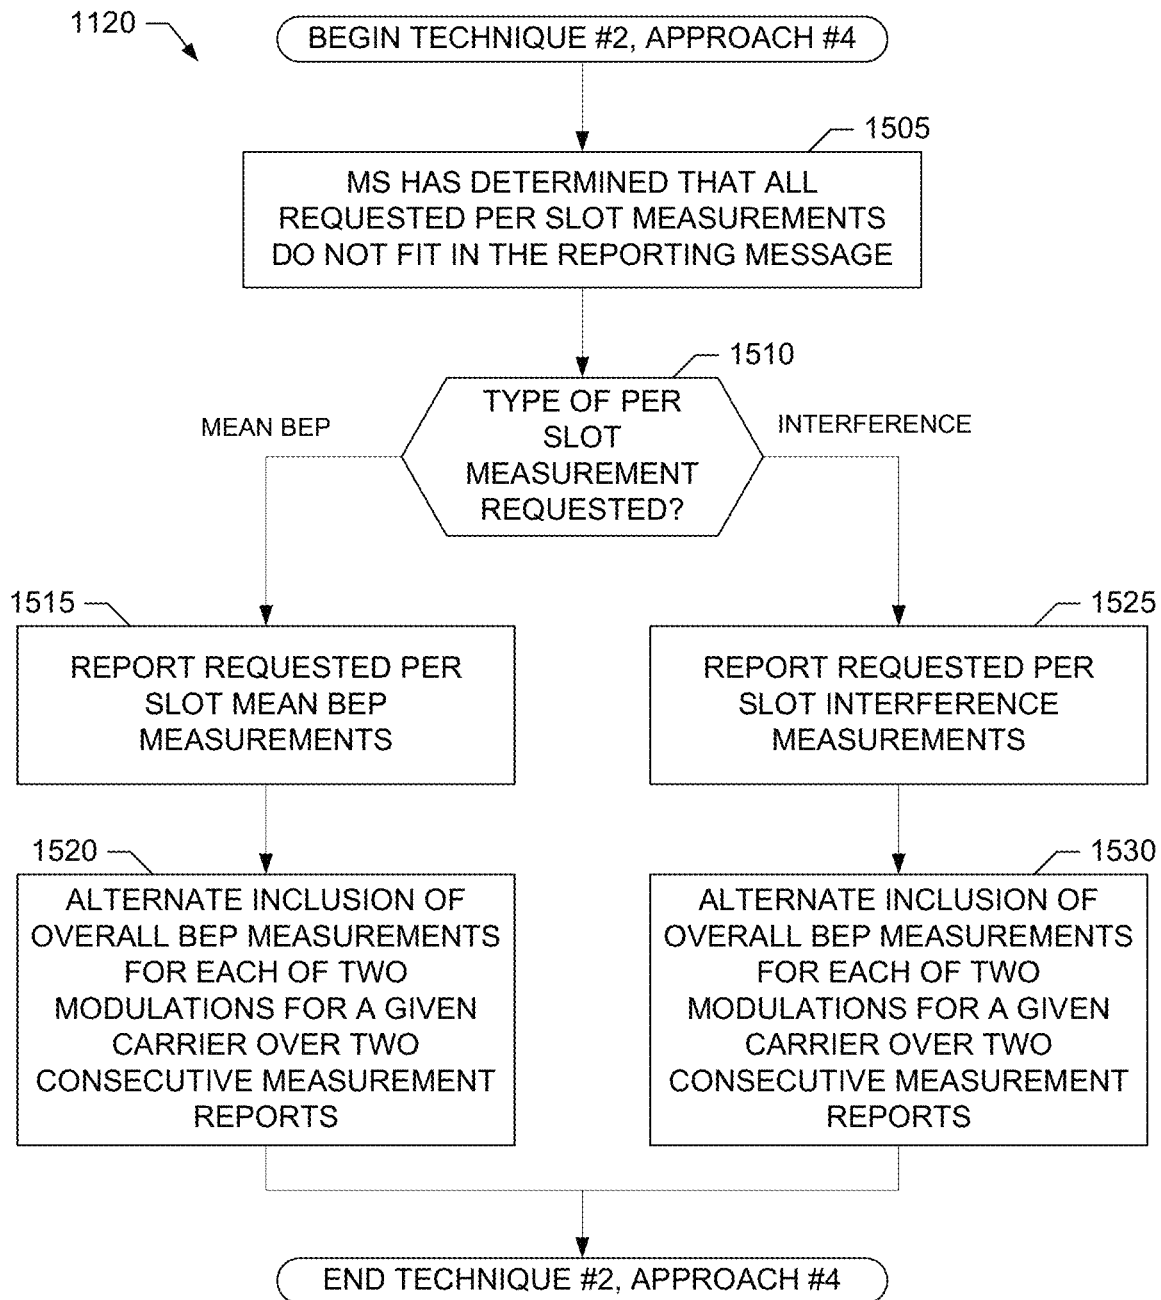 1120
BEGIN TECHNIQUE #2, APPROACH #4
1505
MS HAS DETERMINED THAT ALL
REQUESTED PER SLOT MEASUREMENTS
DO NOT FIT IN THE REPORTING MESSAGE
1510
TYPE OF PER
SLOT
MEASUREMENT
REQUESTED?
MEAN BEP
INTERFERENCE
1515
REPORT REQUESTED PER
SLOT MEAN BEP
MEASUREMENTS
1525
REPORT REQUESTED PER
SLOT INTERFERENCE
MEASUREMENTS
1520
ALTERNATE INCLUSION OF
OVERALL BEP MEASUREMENTS
FOR EACH OF TWO
MODULATIONS FOR A GIVEN
CARRIER OVER TWO
CONSECUTIVE MEASUREMENT
REPORTS
1530
ALTERNATE INCLUSION OF
OVERALL BEP MEASUREMENTS
FOR EACH OF TWO
MODULATIONS FOR A GIVEN
CARRIER OVER TWO
CONSECUTIVE MEASUREMENT
REPORTS
END TECHNIQUE #2, APPROACH #4